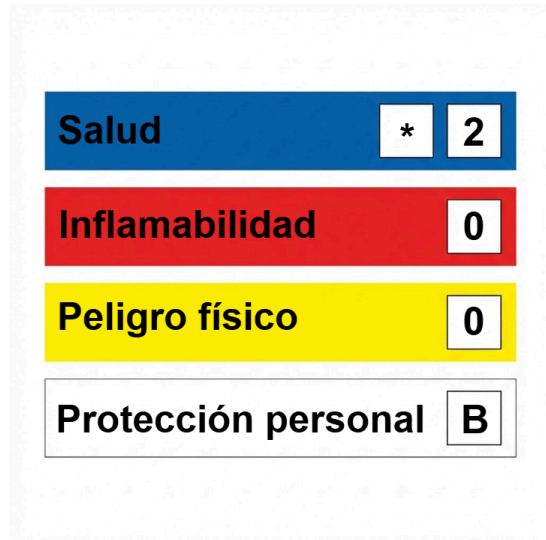 Salud * 2
Inflamabilidad 0
Peligro físico 0
Protección personal B